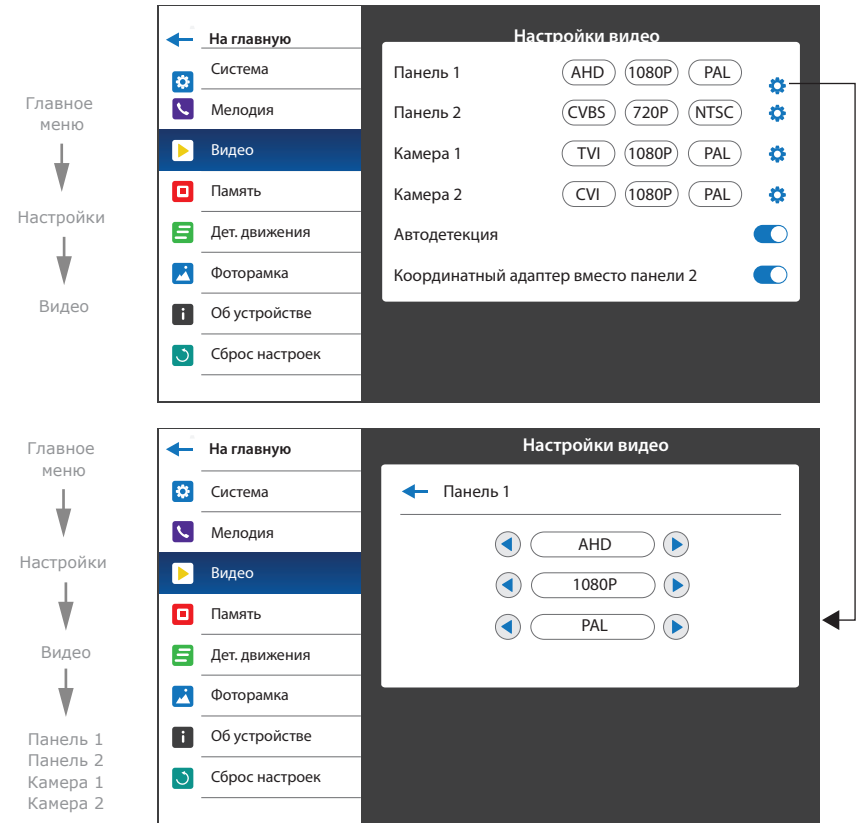 Главное
меню
Настройки
Видео
На главную
Система
Мелодия
Видео
Память
Дет. движения
Фоторамка
Об устройстве
Сброс настроек
Настройки видео
Панель 1 AHD 1080P PAL
Панель 2 CVBS 720P NTSC
Камера 1 TVI 1080P PAL
Камера 2 CVI 1080P PAL
Автодетекция
Координатный адаптер вместо панели 2
Главное
меню
Настройки
Видео
Панель 1
Панель 2
Камера 1
Камера 2
На главную
Система
Мелодия
Видео
Память
Дет. движения
Фоторамка
Об устройстве
Сброс настроек
Настройки видео
Панель 1
AHD
1080P
PAL